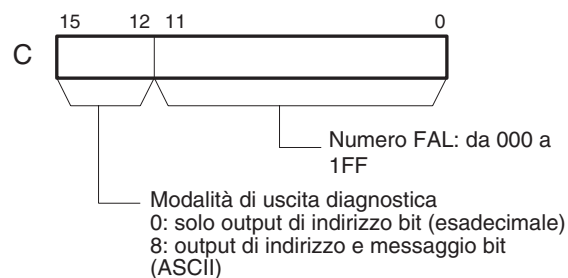 15 12 11 0
C
Numero FAL: da 000 a
1FF
Modalità di uscita diagnostica
0: solo output di indirizzo bit (esadecimale)
8: output di indirizzo e messaggio bit
(ASCII)